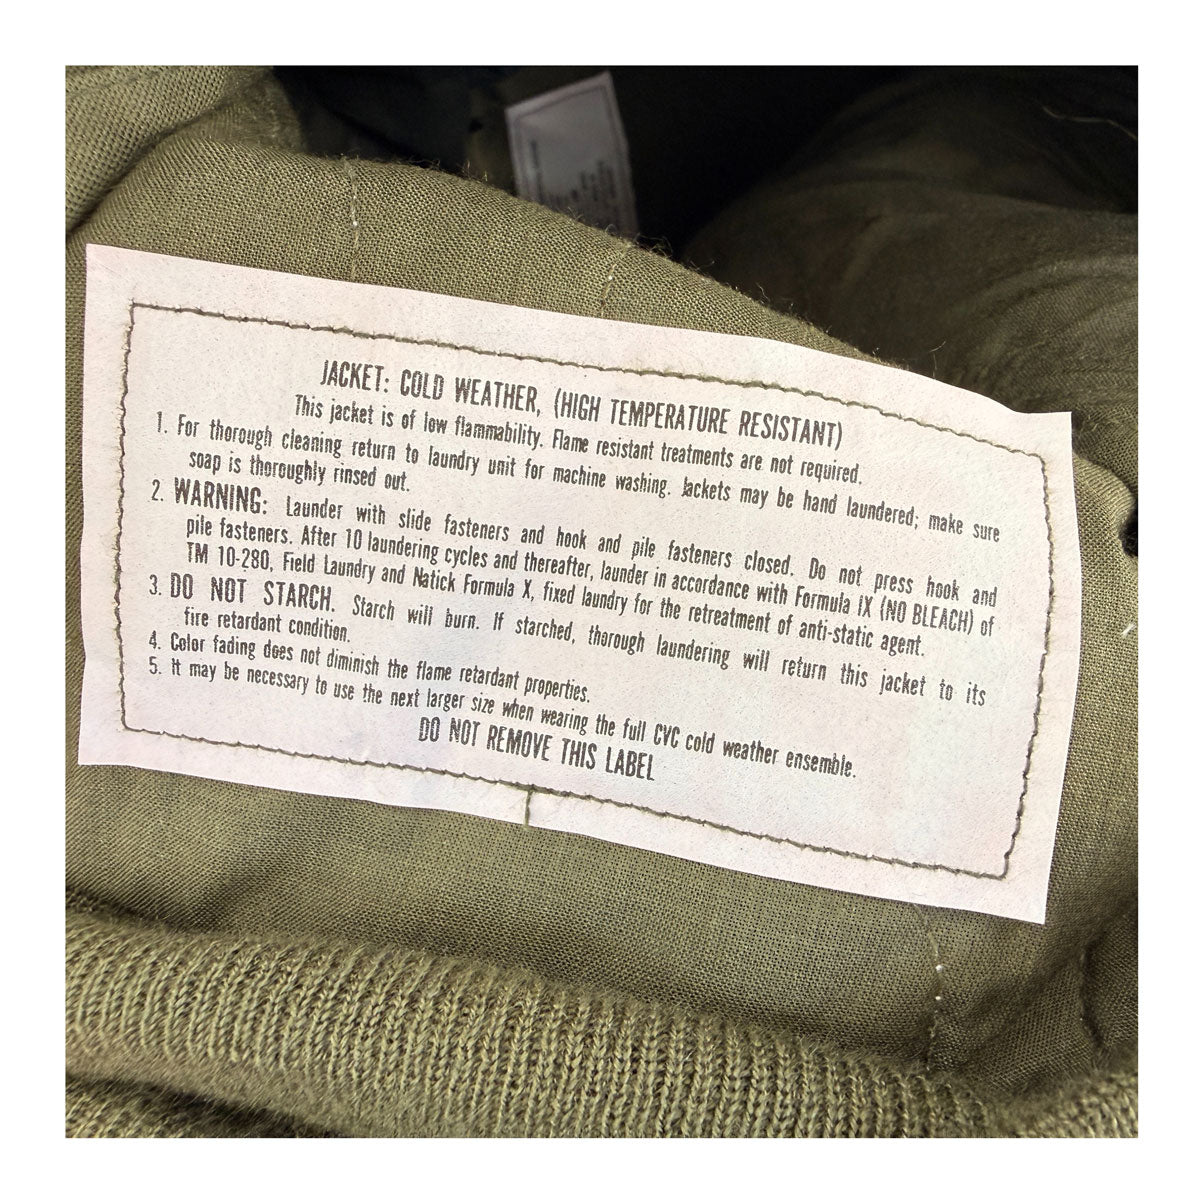 JACKET: COLD WEATHER, (HIGH TEMPERATURE RESISTANT)
This jacket is of low flammability. Flame resistant treatments are not required.
1. For thorough cleaning return to laundry unit for machine washing. Jackets may be hand laundered; make sure
soap is thoroughly rinsed out.
2. WARNING: Launder with slide fasteners and hook and pile fasteners closed. Do not press hook and
pile fasteners. After 10 laundering cycles and thereafter, launder in accordance with Formula IX (NO BLEACH) of
TM 10-280, Field Laundry and Natick Formula X, fixed laundry for the retreatment of anti-static agent.
3. DO NOT STARCH. Starch will burn. If starched, thorough laundering will return this jacket to its
fire retardant condition.
4. Color fading does not diminish the flame retardant properties.
5. It may be necessary to use the next larger size when wearing the full CVC cold weather ensemble.
DO NOT REMOVE THIS LABEL